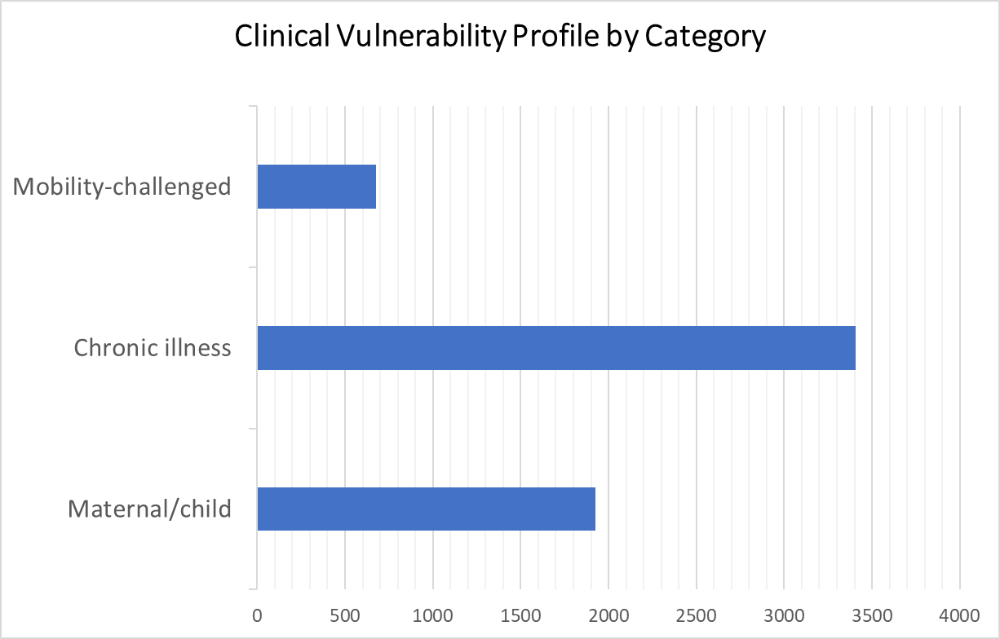 Clinical Vulnerability Profile by Category
Mobility-challenged
Chronic illness
Maternal/child
0 500 1000 1500 2000 2500 3000 3500 4000